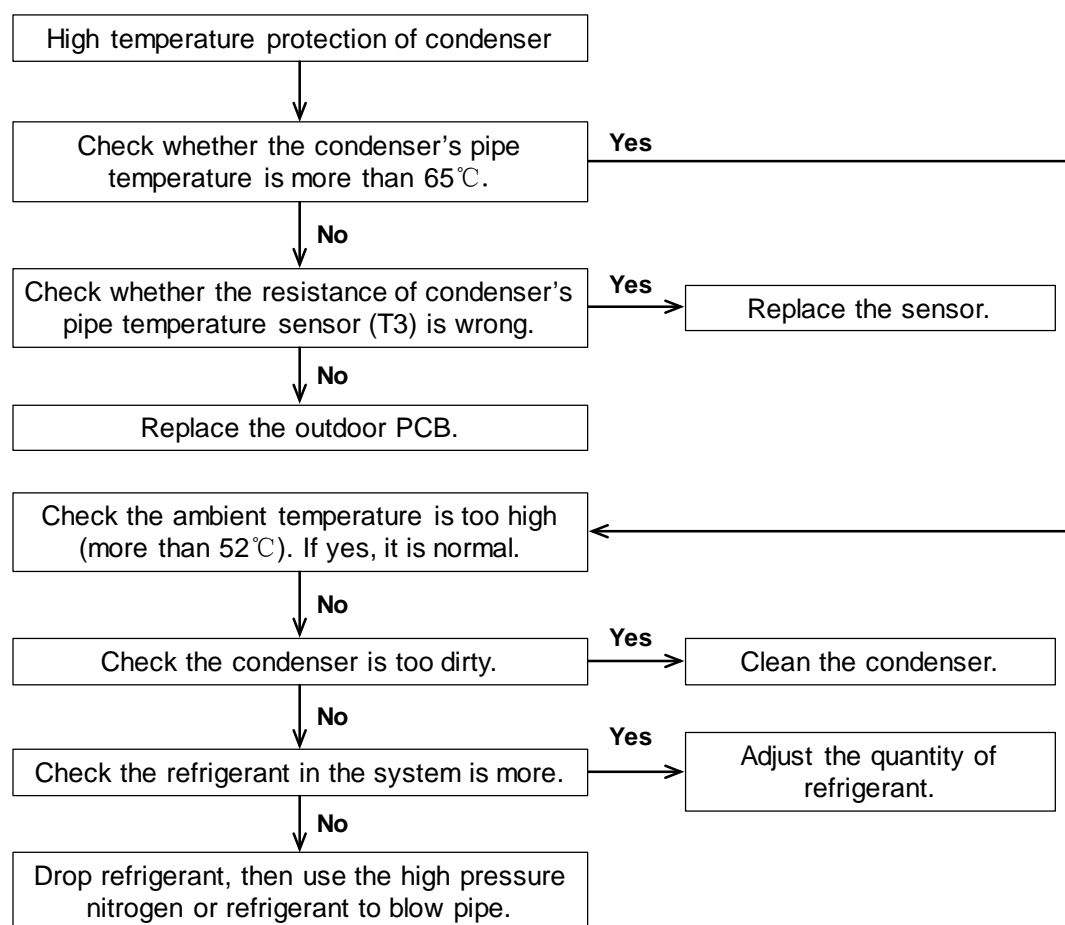 High temperature protection of condenser
Check whether the condenser’s pipe
temperature is more than 65℃.
Yes
No
Check whether the resistance of condenser’s
pipe temperature sensor (T3) is wrong.
Yes
Replace the sensor.
No
Replace the outdoor PCB.
Check the ambient temperature is too high
(more than 52℃). If yes, it is normal.
No
Check the condenser is too dirty.
Yes
Clean the condenser.
No
Check the refrigerant in the system is more.
Yes
Adjust the quantity of
refrigerant.
No
Drop refrigerant, then use the high pressure
nitrogen or refrigerant to blow pipe.